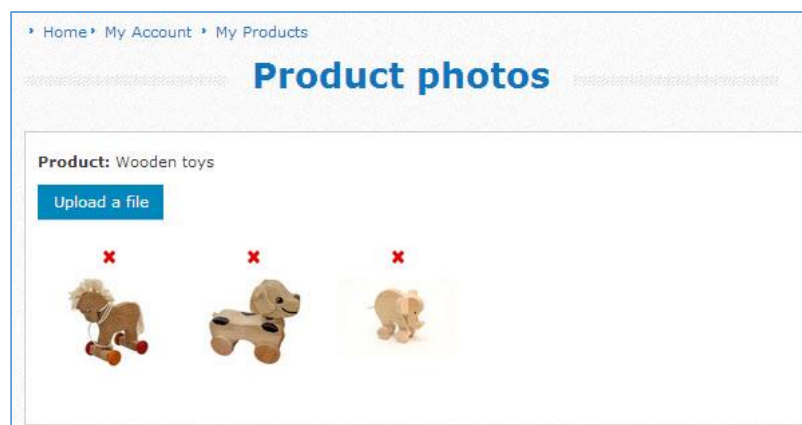 Home My Account My Products
Product photos
Product: Wooden toys
Upload a file